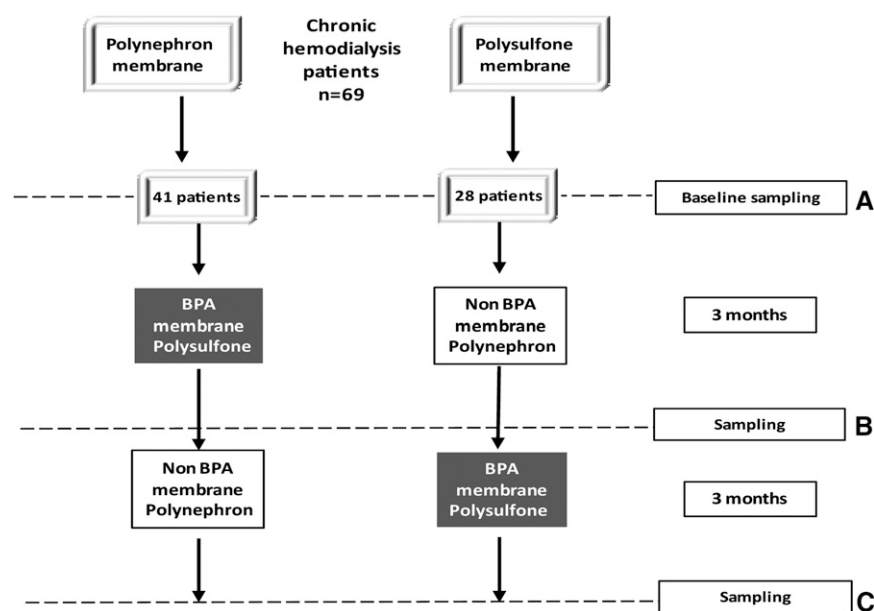 Polynephron
membrane
Chronic
hemodialysis
patients
n=69
Polysulfone
membrane
41 patients
28 patients
Baseline sampling
A
BPA
membrane
Polysulfone
Non BPA
membrane
Polynephron
3 months
Sampling
B
Non BPA
membrane
Polynephron
BPA
membrane
Polysulfone
3 months
Sampling
C